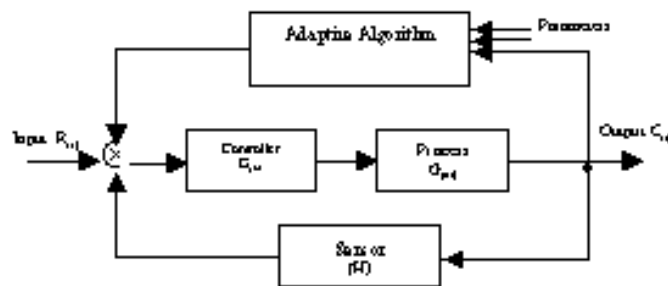 Adaptive Algorithm
Parameters
Input R
Output C
Controller
G
Process
G
Sensor
(H)